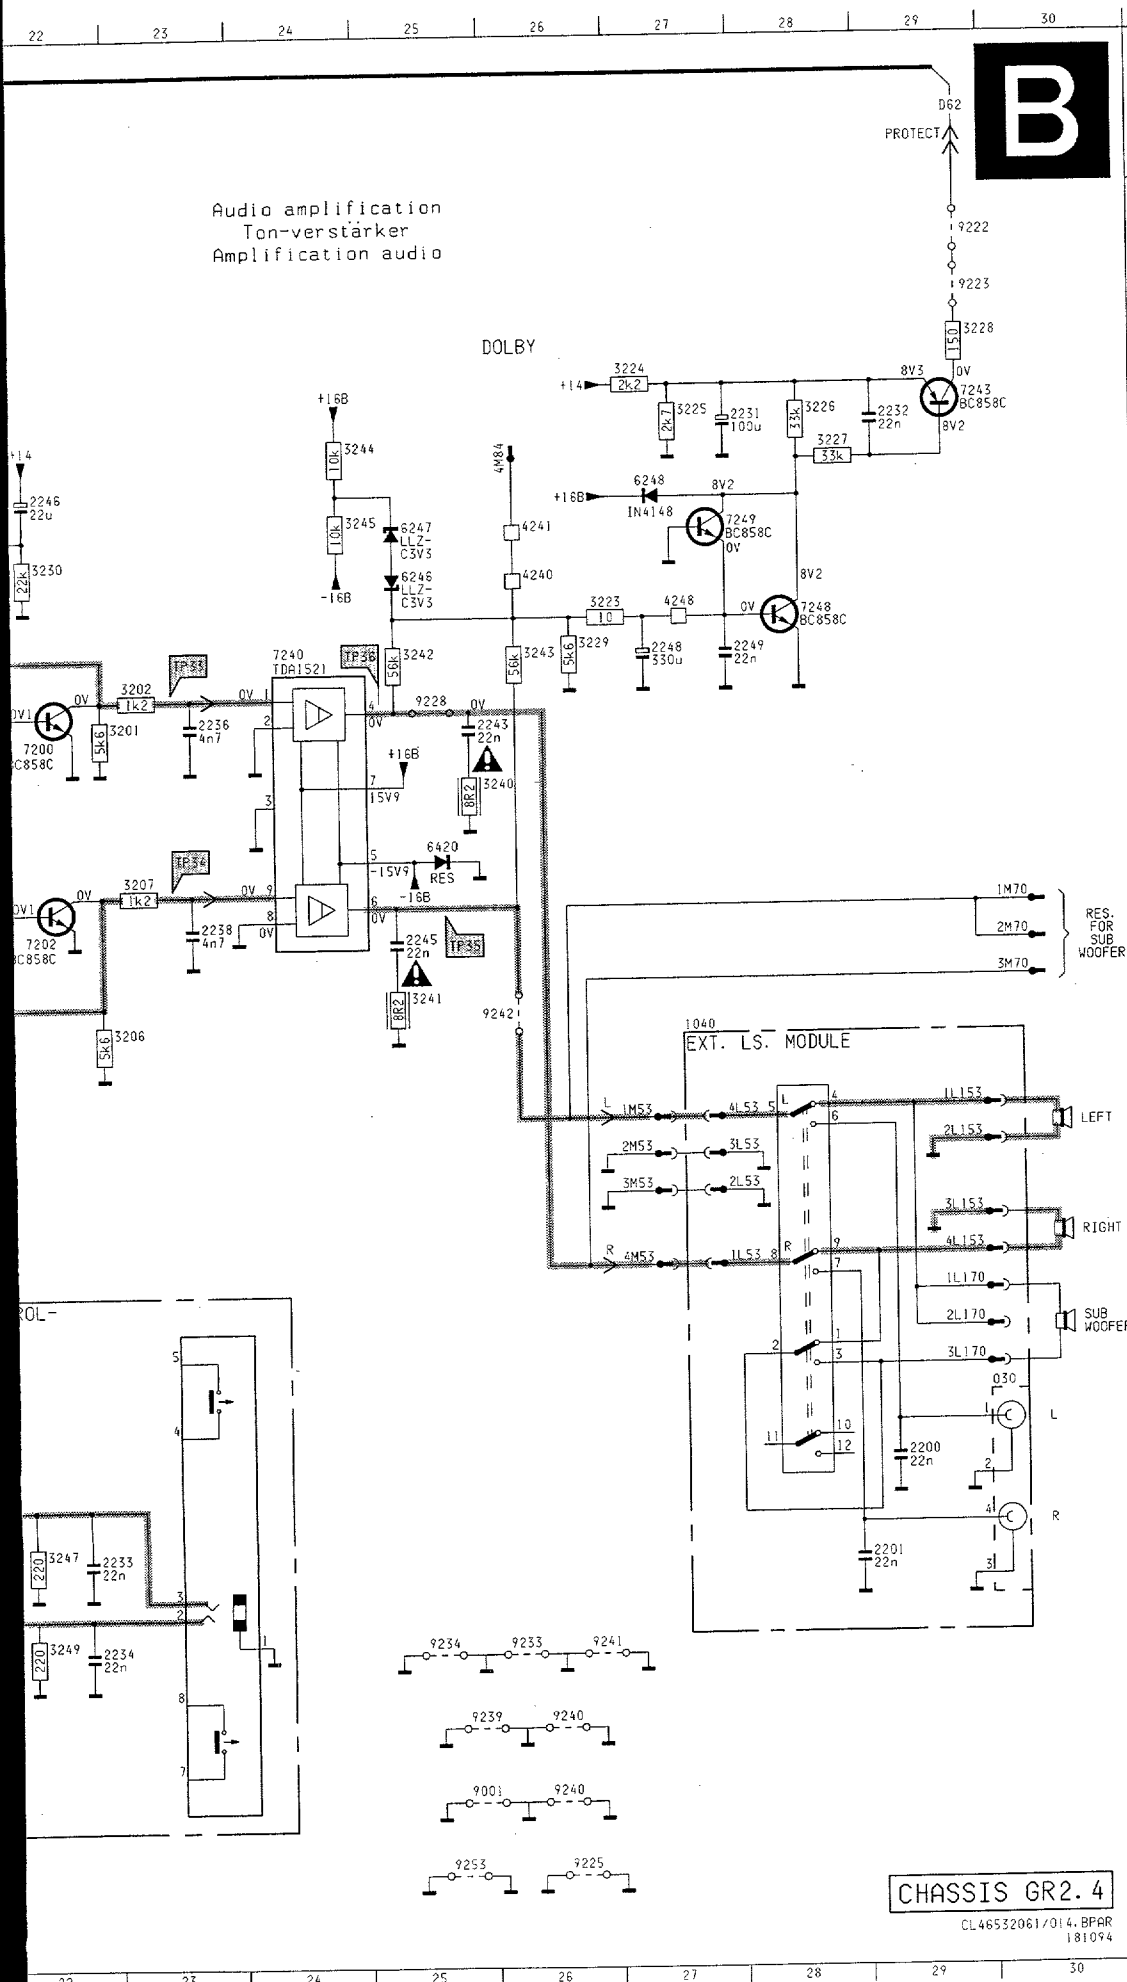 22 23 24 25 26 27 28 29 30
B
D62
PROTECT
Audio amplification
Ton-verstärker
Amplification audio
9222
9223
3228
150
DOLBY
8V3
0V
7243
BC858C
8V2
+14
3224
2k2
3225
2k7
2231
100u
3226
33k
2232
22n
3227
33k
+16B
3244
10k
3245
10k
-16B
4M84
+14
2246
22u
3230
22k
6247
LLZ-
C3V3
6246
LLZ-
C3V3
4241
4240
+16B
6248
IN4148
8V2
7249
BC858C
0V
8V2
0V
7248
BC858C
3223
10
4248
3229
5k6
2248
330u
2249
22n
7240
TDA1521
TP36
3242
56k
3243
56k
TP33
3202
1k2
0V
1
2
2236
4n7
3201
5k6
0V1
7200
BC858C
4
0V
9228
0V
2243
22n
3240
8R2
+16B
7
15V9
3
5
-15V9
-16B
6420
RES
TP34
0V
3207
1k2
0V
9
8
0V
6
0V
2238
4n7
0V1
7202
BC858C
2245
22n
TP35
3241
8R2
3206
5k6
9242
1M70
2M70
3M70
RES.
FOR
SUB
WOOFER
1040
EXT. LS. MODULE
L
1M53
4L53
5
L
4
6
1L153
2L153
LEFT
2M53
3L53
3M53
2L53
3L153
RIGHT
R
4M53
1L53
8
R
9
7
4L153
1L170
2L170
3L170
SUB
WOOFER
2
1
3
030
1
L
2
11
10
12
2200
22n
4
R
3
2201
22n
ROL-
5
4
3247
220
2233
22n
3
2
1
3249
220
2234
22n
8
7
9234 9233 9241
9239 9240
9001 9240
9253 9225
CHASSIS GR2.4
CL46532061/014.BPAR
181094
22 23 24 25 26 27 28 29 30